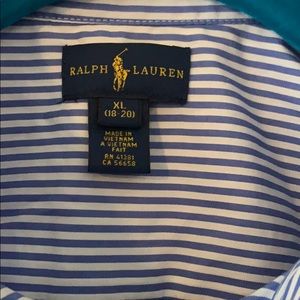 RALPH LAUREN
XL
(18-20)
MADE IN
VIETNAM
A VIETNAM
FAIT
RN 41381
CA 56658